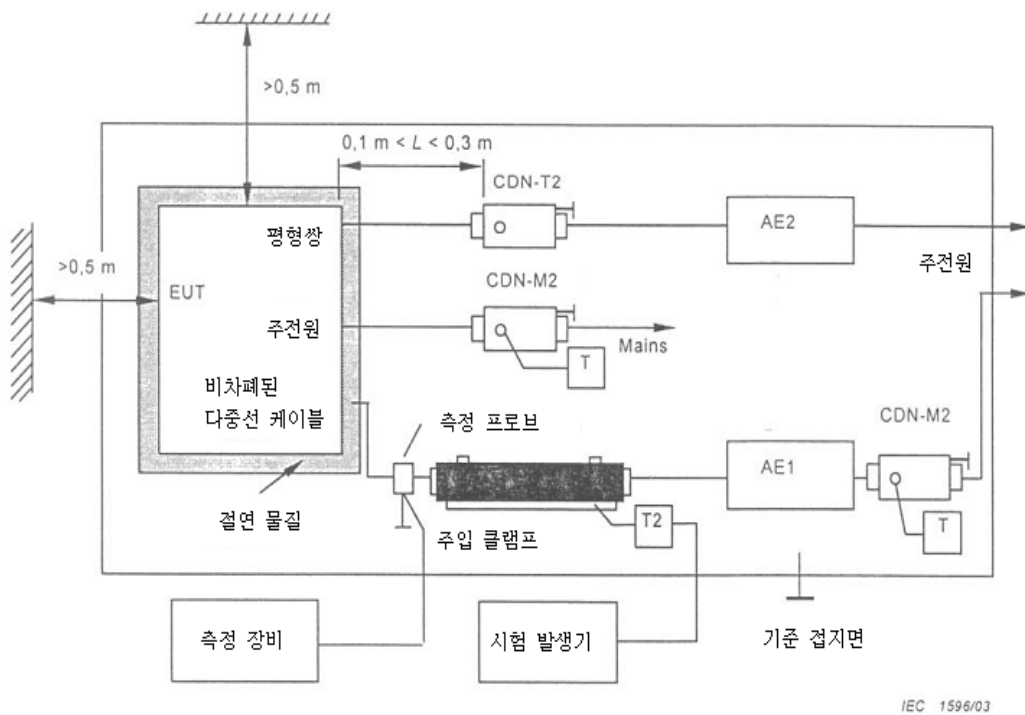 >0,5 m
0,1 m < L < 0,3 m
CDN-T2
평형쌍
AE2
>0,5 m
주전원
EUT
CDN-M2
주전원
Mains
T
비차폐된
다중선 케이블
측정 프로브
CDN-M2
AE1
절연 물질
주입 클램프
T2
T
측정 장비
시험 발생기
기준 접지면
IEC 1596/03